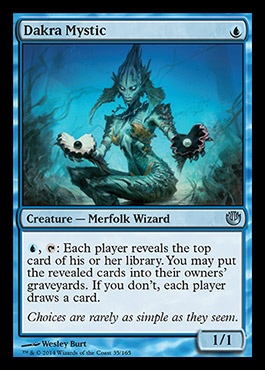 Dakra Mystic
Creature — Merfolk Wizard
, : Each player reveals the top
card of his or her library. You may put
the revealed cards into their owners'
graveyards. If you don't, each player
draws a card.
Choices are rarely as simple as they seem.
Wesley Burt
1/1
™ & © 2014 Wizards of the Coast 35/165